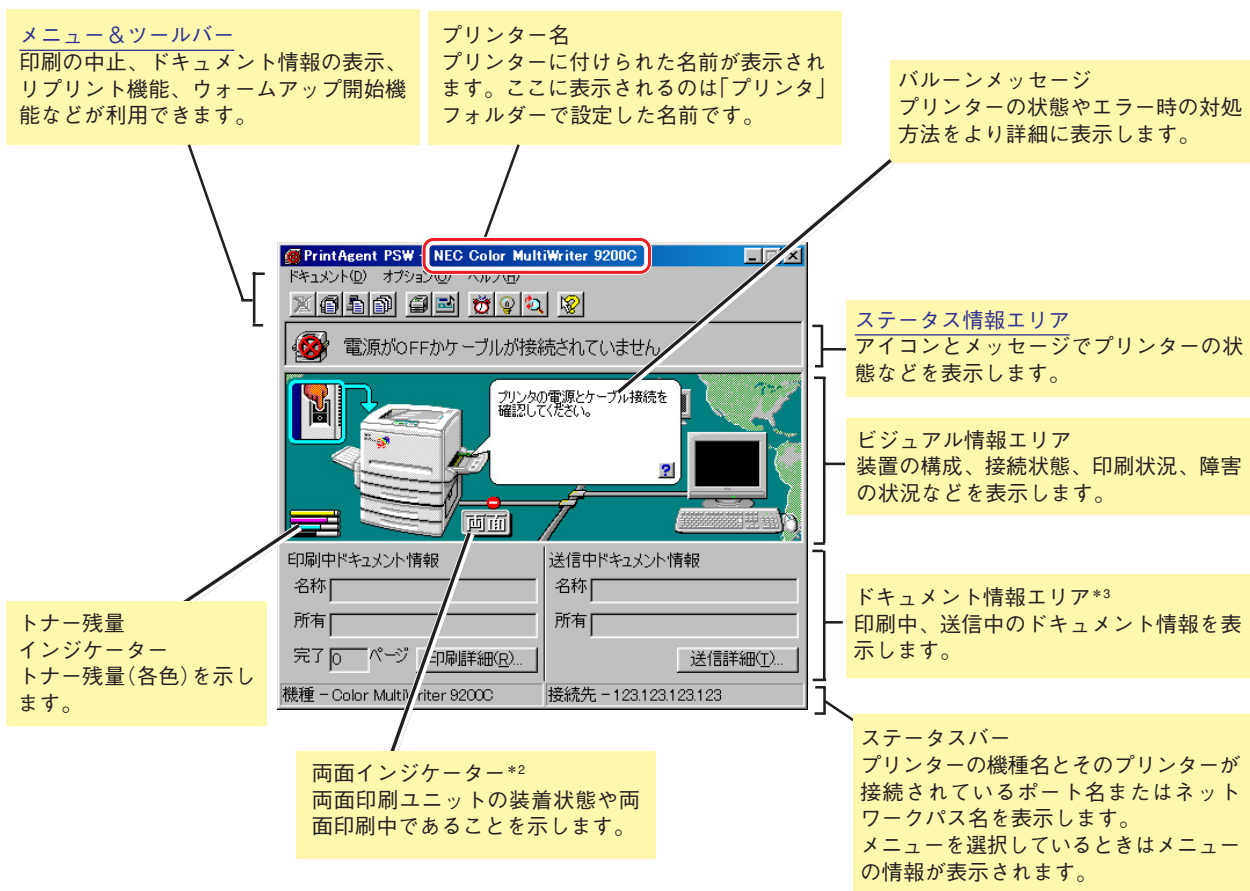 メニュー＆ツールバー
印刷の中止、ドキュメント情報の表示、
リプリント機能、ウォームアップ開始機
能などが利用できます。
プリンター名
プリンターに付けられた名前が表示され
ます。ここに表示されるのは「プリンタ」
フォルダーで設定した名前です。
バルーンメッセージ
プリンターの状態やエラー時の対処
方法をより詳細に表示します。
PrintAgent PSW - NEC Color MultiWriter 9200C
ドキュメント(D) オプション(O) ヘルプ(H)
電源がOFFかケーブルが接続されていません
プリンタの電源とケーブル接続を
確認してください。
?
両面
印刷中ドキュメント情報
名称
所有
完了 0 ページ 印刷詳細(R)...
送信中ドキュメント情報
名称
所有
送信詳細(T)...
機種 − Color MultiWriter 9200C
接続先 − 123.123.123.123
ステータス情報エリア
アイコンとメッセージでプリンターの状
態などを表示します。
ビジュアル情報エリア
装置の構成、接続状態、印刷状況、障害
の状況などを表示します。
ドキュメント情報エリア*3
印刷中、送信中のドキュメント情報を表
示します。
トナー残量
インジケーター
トナー残量(各色)を示し
ます。
両面インジケーター*2
両面印刷ユニットの装着状態や両
面印刷中であることを示します。
ステータスバー
プリンターの機種名とそのプリンターが
接続されているポート名またはネット
ワークパス名を表示します。
メニューを選択しているときはメニュー
の情報が表示されます。